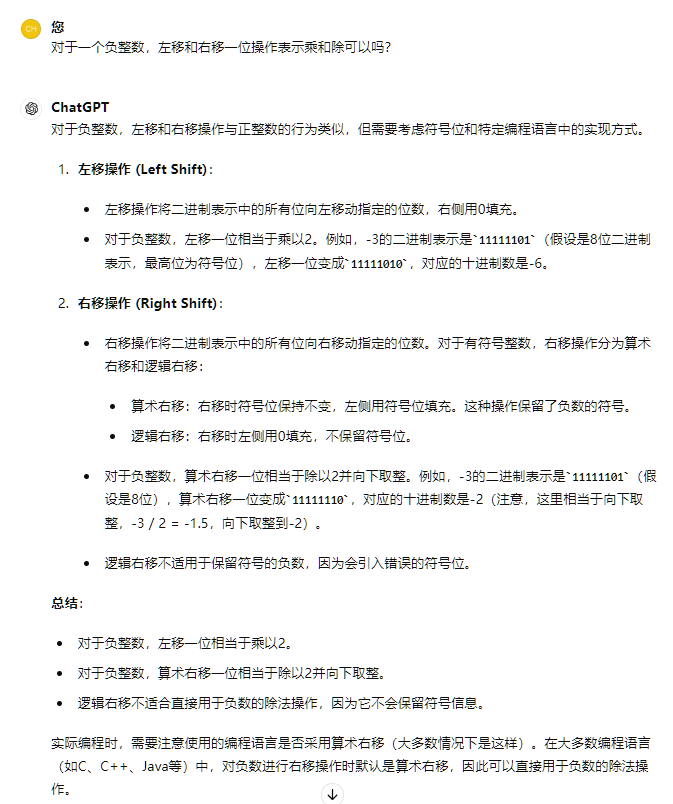 CH
您
对于一个负整数，左移和右移一位操作表示乘和除可以吗？
ChatGPT
对于负整数，左移和右移操作与正整数的行为类似，但需要考虑符号位和特定编程语言中的实现方式。
1. 左移操作 (Left Shift)：
• 左移操作将二进制表示中的所有位向左移动指定的位数，右侧用0填充。
• 对于负整数，左移一位相当于乘以2。例如，-3的二进制表示是`11111101`（假设是8位二进制
表示，最高位为符号位），左移一位变成`11111010`，对应的十进制数是-6。
2. 右移操作 (Right Shift)：
• 右移操作将二进制表示中的所有位向右移动指定的位数。对于有符号整数，右移操作分为算术
右移和逻辑右移：
• 算术右移：右移时符号位保持不变，左侧用符号位填充。这种操作保留了负数的符号。
• 逻辑右移：右移时左侧用0填充，不保留符号位。
• 对于负整数，算术右移一位相当于除以2并向下取整。例如，-3的二进制表示是`11111101`（假
设是8位），算术右移一位变成`11111110`，对应的十进制数是-2（注意，这里相当于向下取
整，-3 / 2 = -1.5，向下取整到-2）。
• 逻辑右移不适用于保留符号的负数，因为会引入错误的符号位。
总结：
• 对于负整数，左移一位相当于乘以2。
• 对于负整数，算术右移一位相当于除以2并向下取整。
• 逻辑右移不适合直接用于负数的除法操作，因为它不会保留符号信息。
实际编程时，需要注意使用的编程语言是否采用算术右移（大多数情况下是这样）。在大多数编程语言
（如C、C++、Java等）中，对负数进行右移操作时默认是算术右移，因此可以直接用于负数的除法操
作。